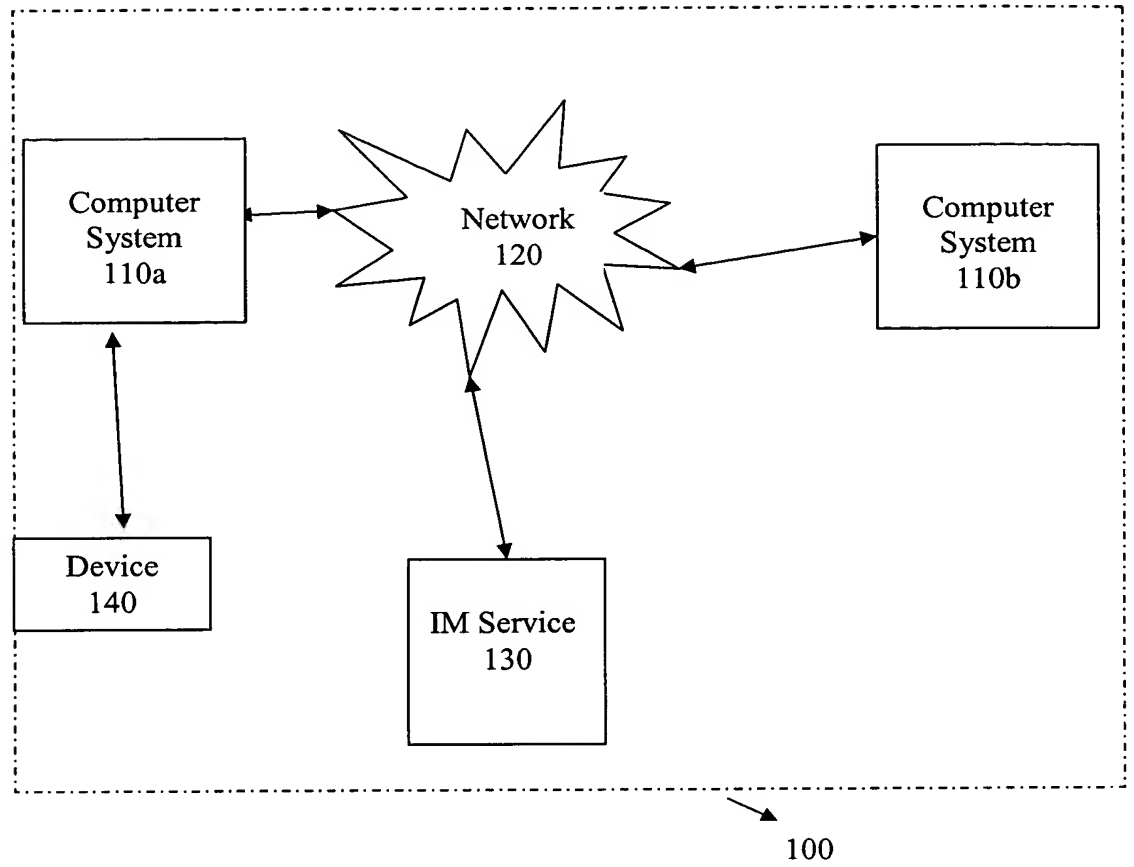 Computer
System
110a
Network
120
Computer
System
110b
Device
140
IM Service
130
100